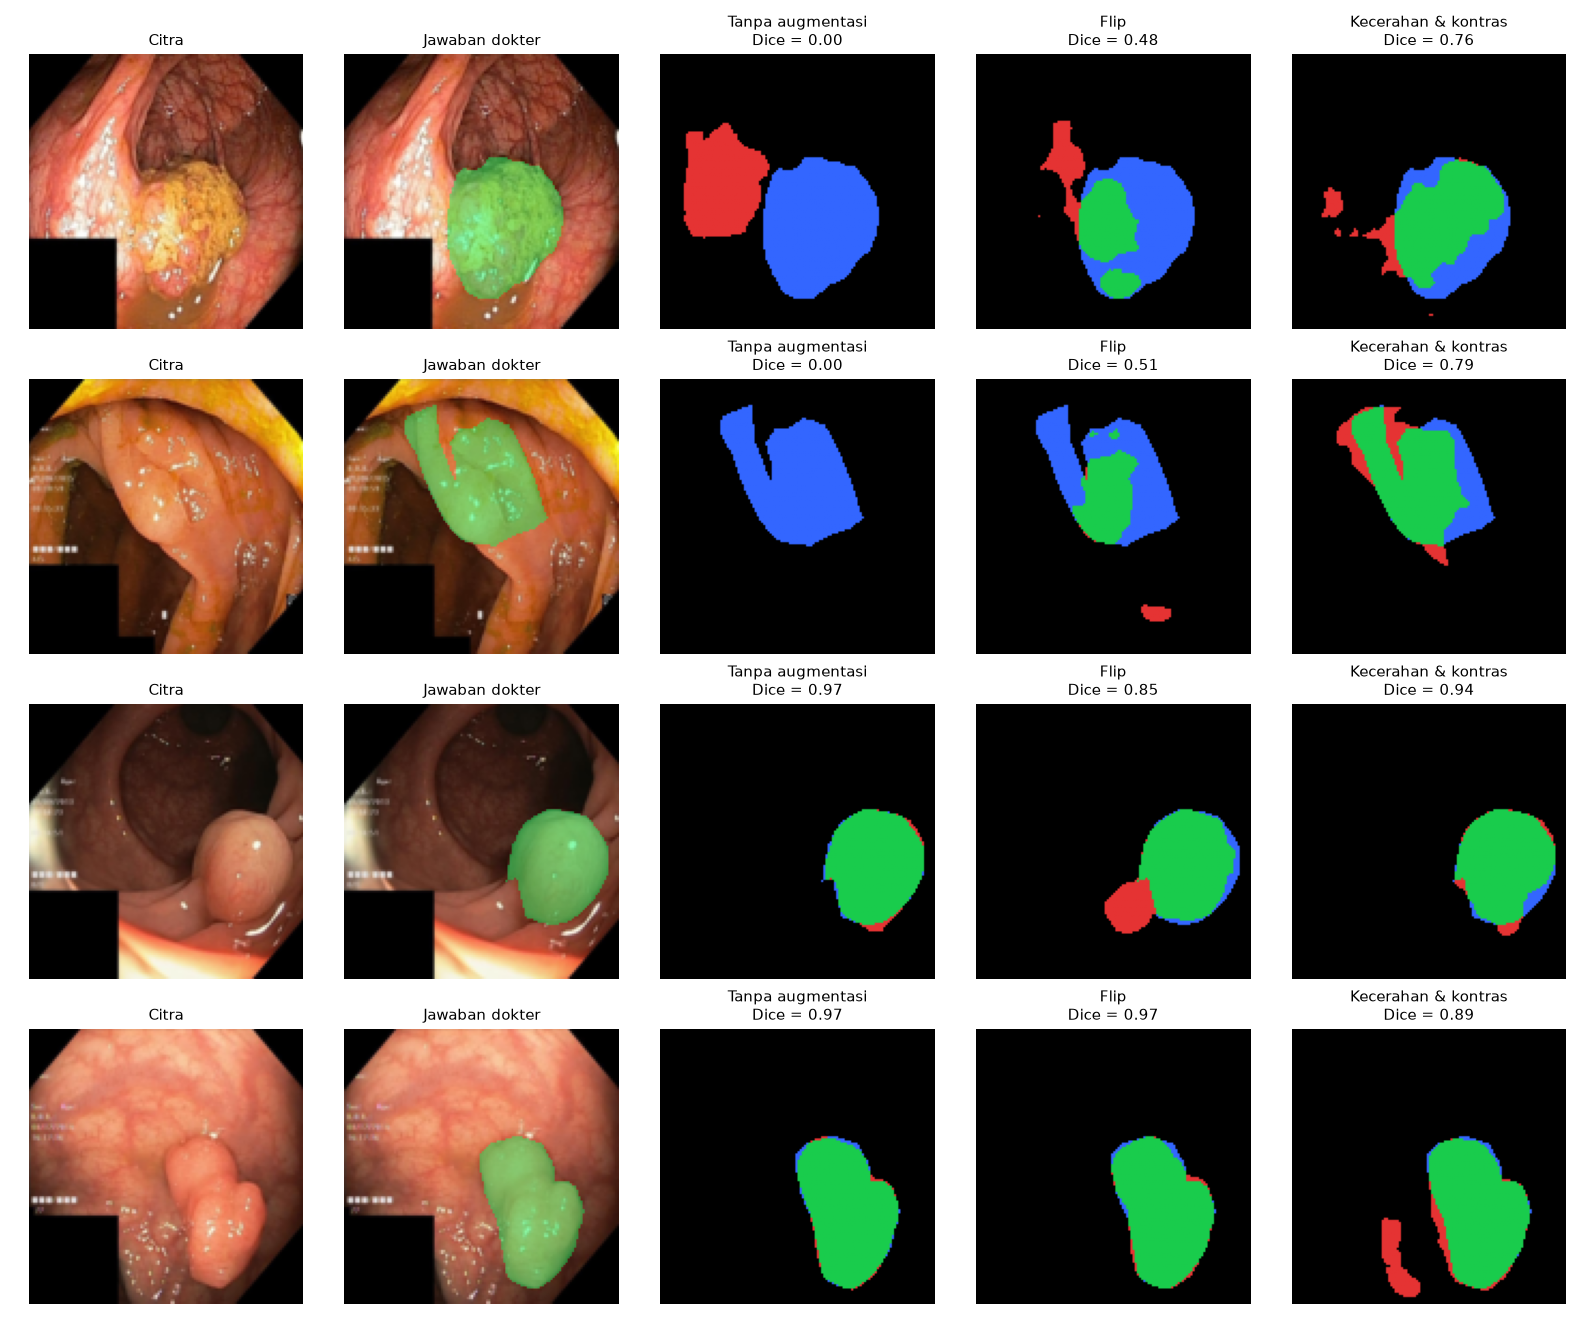 Citra
Jawaban dokter
Tanpa augmentasi
Dice = 0.00
Flip
Dice = 0.48
Kecerahan & kontras
Dice = 0.76
Citra
Jawaban dokter
Tanpa augmentasi
Dice = 0.00
Flip
Dice = 0.51
Kecerahan & kontras
Dice = 0.79
Citra
Jawaban dokter
Tanpa augmentasi
Dice = 0.97
Flip
Dice = 0.85
Kecerahan & kontras
Dice = 0.94
Citra
Jawaban dokter
Tanpa augmentasi
Dice = 0.97
Flip
Dice = 0.97
Kecerahan & kontras
Dice = 0.89